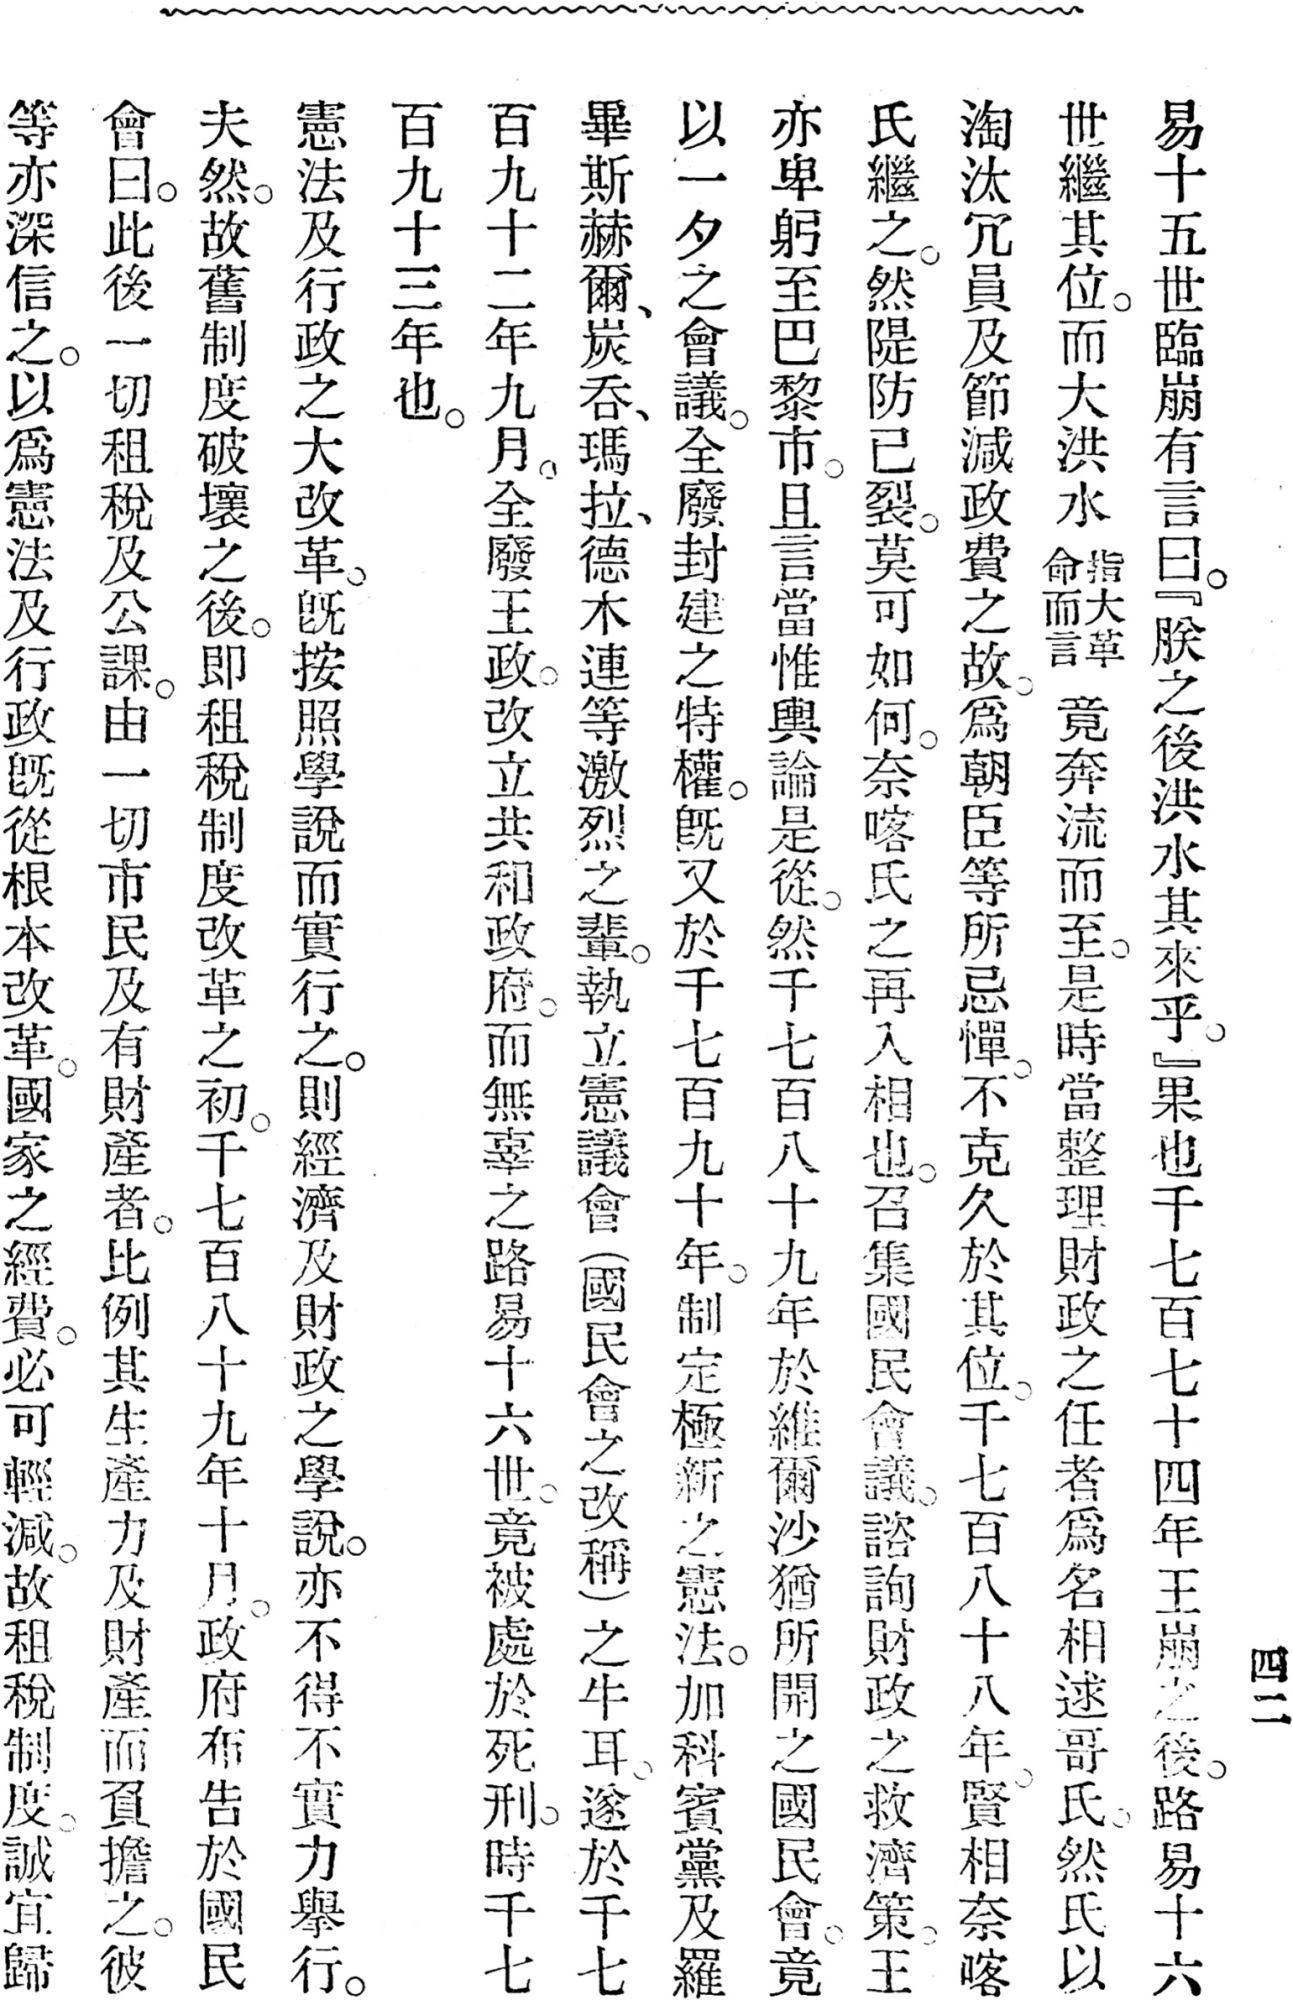 四二
易十五世臨崩有言曰。『朕之後洪水其來乎。』果也千七百七十四年王崩之後。路易十六
世繼其位。而大洪水指大革命而言竟奔流而至。是時當整理財政之任者爲名相逑哥氏。然氏以
淘汰冗員及節減政費之故。爲朝臣等所忌憚。不克久於其位。千七百八十八年。賢相奈喀
氏繼之。然隄防已裂。莫可如何。奈喀氏之再入相也。召集國民會議。諮詢財政之救濟策。王
亦卑躬至巴黎市。且言當惟輿論是從。然千七百八十九年於維爾沙猶所開之國民會。竟
以一夕之會議。全廢封建之特權。旣又於千七百九十年。制定極新之憲法。加科賓黨及羅
畢斯赫爾、炭吞、瑪拉、德木連等激烈之輩。執立憲議會（國民會之改稱）之牛耳。遂於千七
百九十二年九月。全廢王政。改立共和政府。而無辜之路易十六世。竟被處於死刑。時千七
百九十三年也。
憲法及行政之大改革。旣按照學說而實行之。則經濟及財政之學說。亦不得不實力舉行。
夫然。故舊制度破壞之後。即租稅制度改革之初。千七百八十九年十月。政府布告於國民
會曰。此後一切租稅及公課。由一切市民及有財產者。比例其生產力及財產而負擔之。彼
等亦深信之。以爲憲法及行政旣從根本改革。國家之經費。必可輕減。故租稅制度。誠宜歸